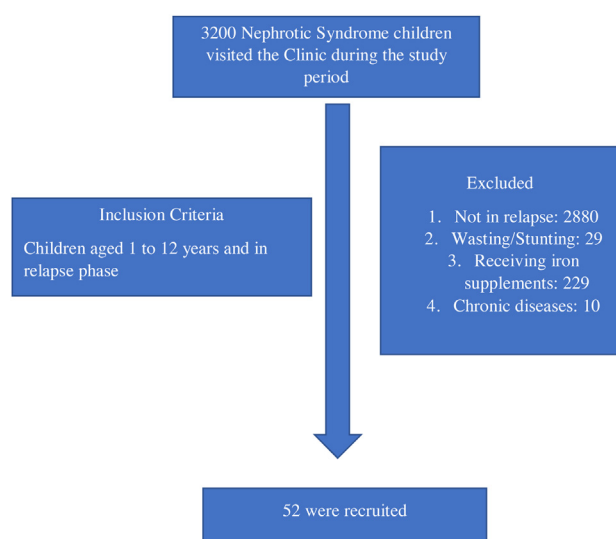 3200 Nephrotic Syndrome children
visited the Clinic during the study
period
Inclusion Criteria
Children aged 1 to 12 years and in
relapse phase
Excluded
1. Not in relapse: 2880
2. Wasting/Stunting: 29
3. Receiving iron
supplements: 229
4. Chronic diseases: 10
52 were recruited